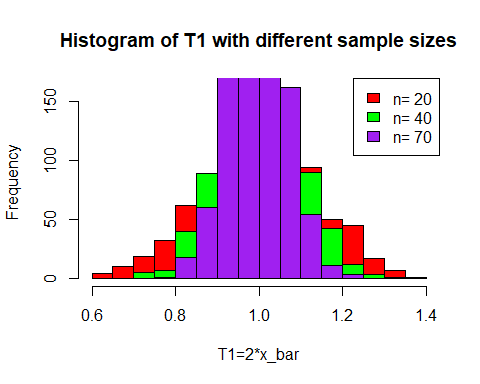 Histogram of T1 with different sample sizes
n= 20
n= 40
n= 70
Frequency
150
100
50
0
0.6 0.8 1.0 1.2 1.4
T1=2*x_bar